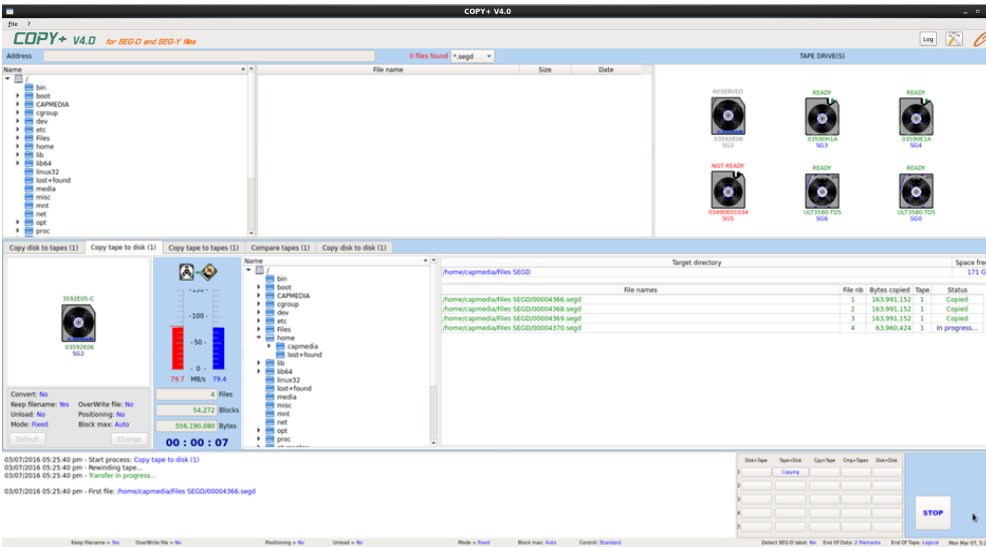 COPY+ V4.0
File ?
COPY+ V4.0 for SEG-D and SEG-Y files
Log
Address
0 files found *.segd
TAPE DRIVE(S)
Name
File name Size Date
/
bin
boot
CAPMEDIA
cgroup
dev
etc
Files
home
lib
lib64
linux32
lost+found
media
misc
mnt
net
opt
proc
RESERVED
03592E06
SG2
READY
03590H1A
SG3
READY
03590E1A
SG4
NOT READY
03490E01034
SG5
READY
ULT3580-TD5
SG6
READY
ULT3580-TD5
SG0
Copy disk to tapes (1) Copy tape to disk (1) Copy tape to tapes (1) Compare tapes (1) Copy disk to disk (1)
3592E05-C
03592E06
SG2
-100-
- 50 -
- 0 -
79.7 MB/s 79.4
Convert: No
Keep filename: Yes OverWrite file: No
Unload: No Positioning: No
Mode: Fixed Block max: Auto
Default Change
4 Files
54,272 Blocks
556,190,080 Bytes
00 : 00 : 07
Name
/
bin
boot
CAPMEDIA
cgroup
dev
etc
Files
home
capmedia
lost+found
lib
lib64
linux32
lost+found
media
misc
mnt
net
opt
proc
Target directory Space fre
/home/capmedia/Files SEGD 171 G
File names File nb Bytes copied Tape Status
/home/capmedia/Files SEGD/00004366.segd 1 163,991,152 1 Copied
/home/capmedia/Files SEGD/00004368.segd 2 163,991,152 1 Copied
/home/capmedia/Files SEGD/00004369.segd 3 163,991,152 1 Copied
/home/capmedia/Files SEGD/00004370.segd 4 63,960,424 1 In progress...
03/07/2016 05:25:40 pm - Start process: Copy tape to disk (1)
03/07/2016 05:25:40 pm - Rewinding tape...
03/07/2016 05:25:40 pm - Transfer in progress...
03/07/2016 05:25:40 pm - First file: /home/capmedia/Files SEGD/00004366.segd
Disk>Tape Tape>Disk Cpy>Tape Cmp>Tapes Disk>Disk
1. Copying
2.
3.
4.
5.
STOP
Keep filename = Yes OverWrite file = No Positioning = No Unload = No Mode = Fixed Block max: Auto Control: Standard Detect SEG-D label: No End Of Data: 2 filemarks End Of Tape: Logical Mon Mar 07, 5:2